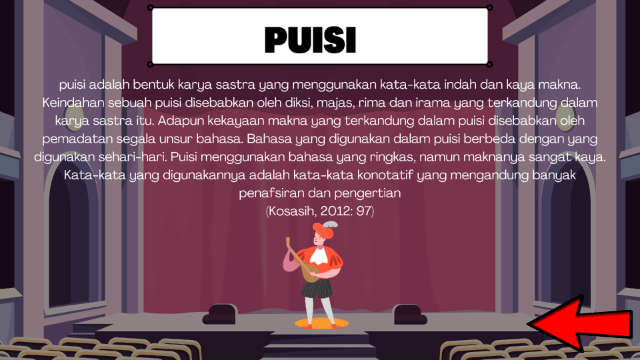 PUISI
puisi adalah bentuk karya sastra yang menggunakan kata-kata indah dan kaya makna.
Keindahan sebuah puisi disebabkan oleh diksi, majas, rima dan irama yang terkandung dalam
karya sastra itu. Adapun kekayaan makna yang terkandung dalam puisi disebabkan oleh
pemadatan segala unsur bahasa. Bahasa yang digunakan dalam puisi berbeda dengan yang
digunakan sehari-hari. Puisi menggunakan bahasa yang ringkas, namun maknanya sangat kaya.
Kata-kata yang digunakannya adalah kata-kata konotatif yang mengandung banyak
penafsiran dan pengertian
(Kosasih, 2012: 97)